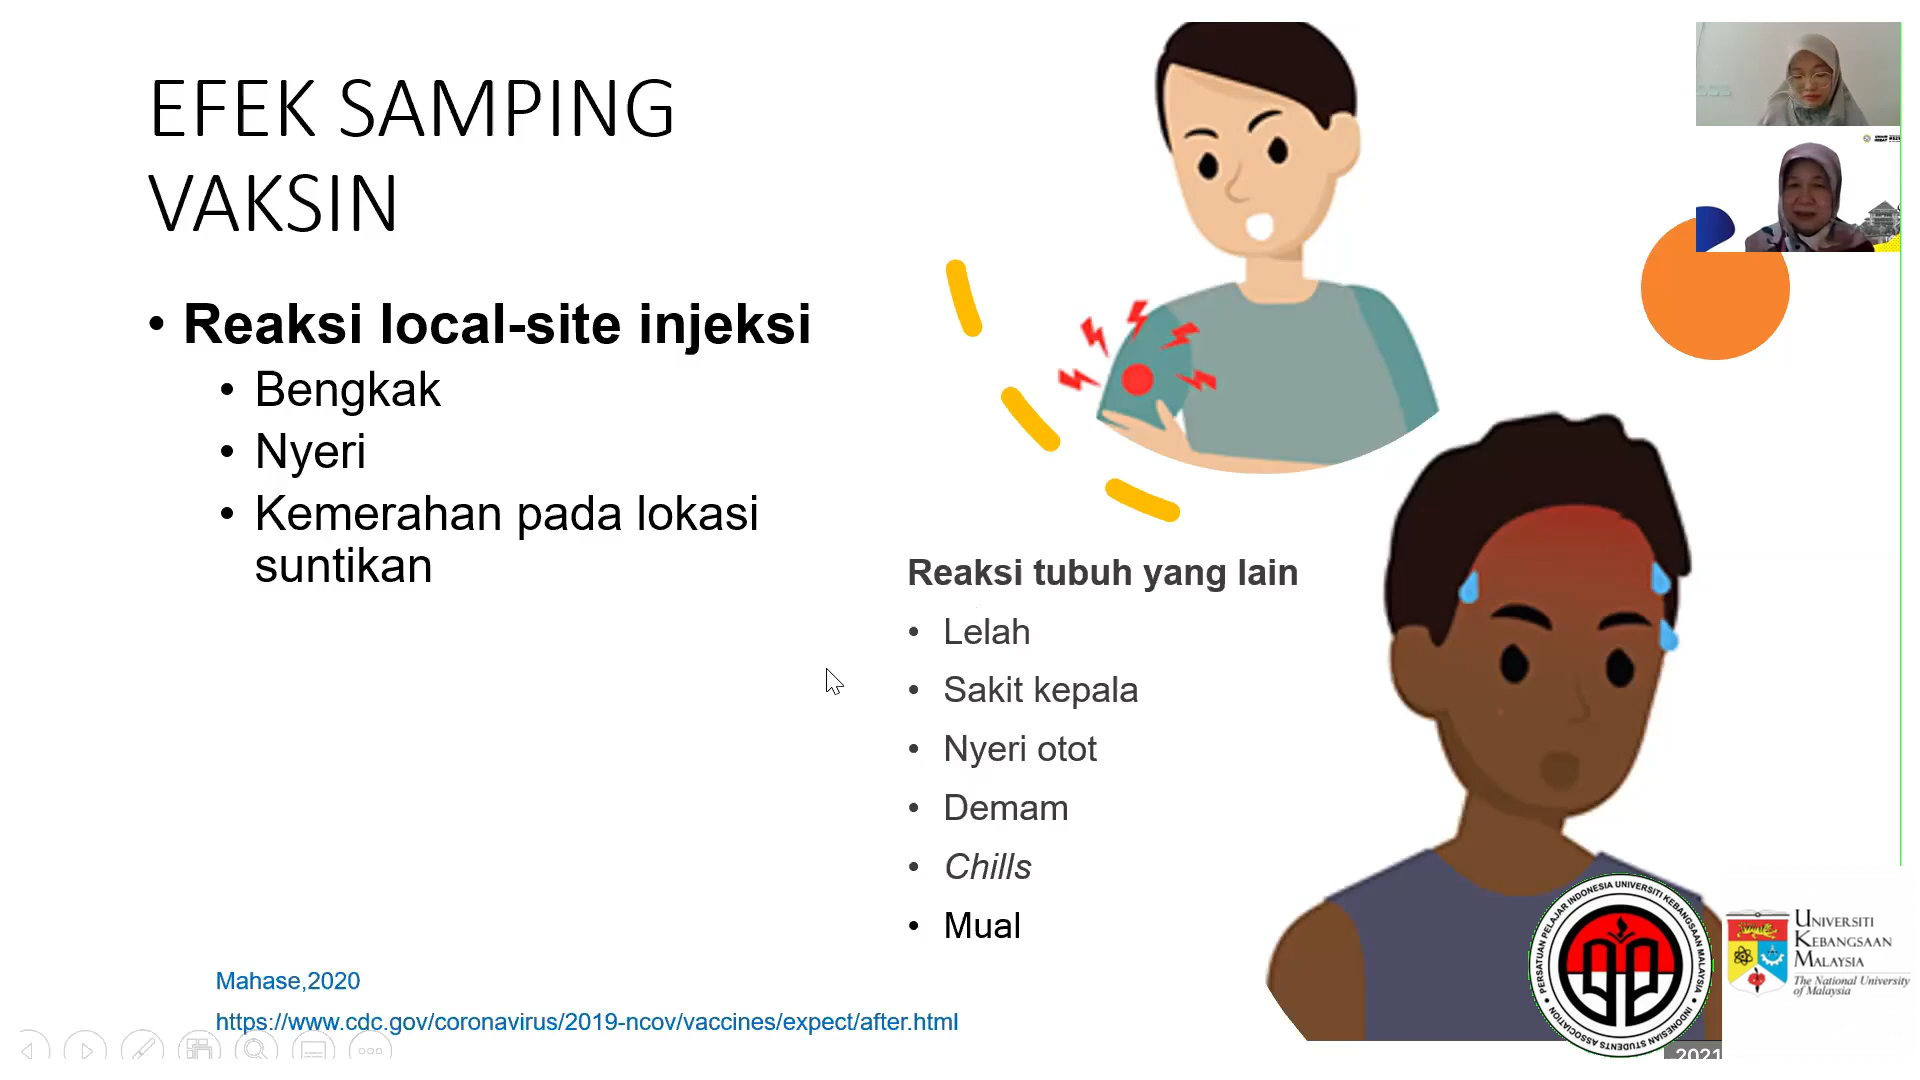 EFEK SAMPING
VAKSIN
• Reaksi local-site injeksi
• Bengkak
• Nyeri
• Kemerahan pada lokasi
suntikan
Reaksi tubuh yang lain
• Lelah
• Sakit kepala
• Nyeri otot
• Demam
• Chills
• Mual
Mahase,2020
https://www.cdc.gov/coronavirus/2019-ncov/vaccines/expect/after.html
PERSATUAN PELAJAR INDONESIA UNIVERSITI KEBANGSAAN MALAYSIA
INDONESIAN STUDENTS ASSOCIATION
UNIVERSITI
KEBANGSAAN
MALAYSIA
The National University
of Malaysia
2021